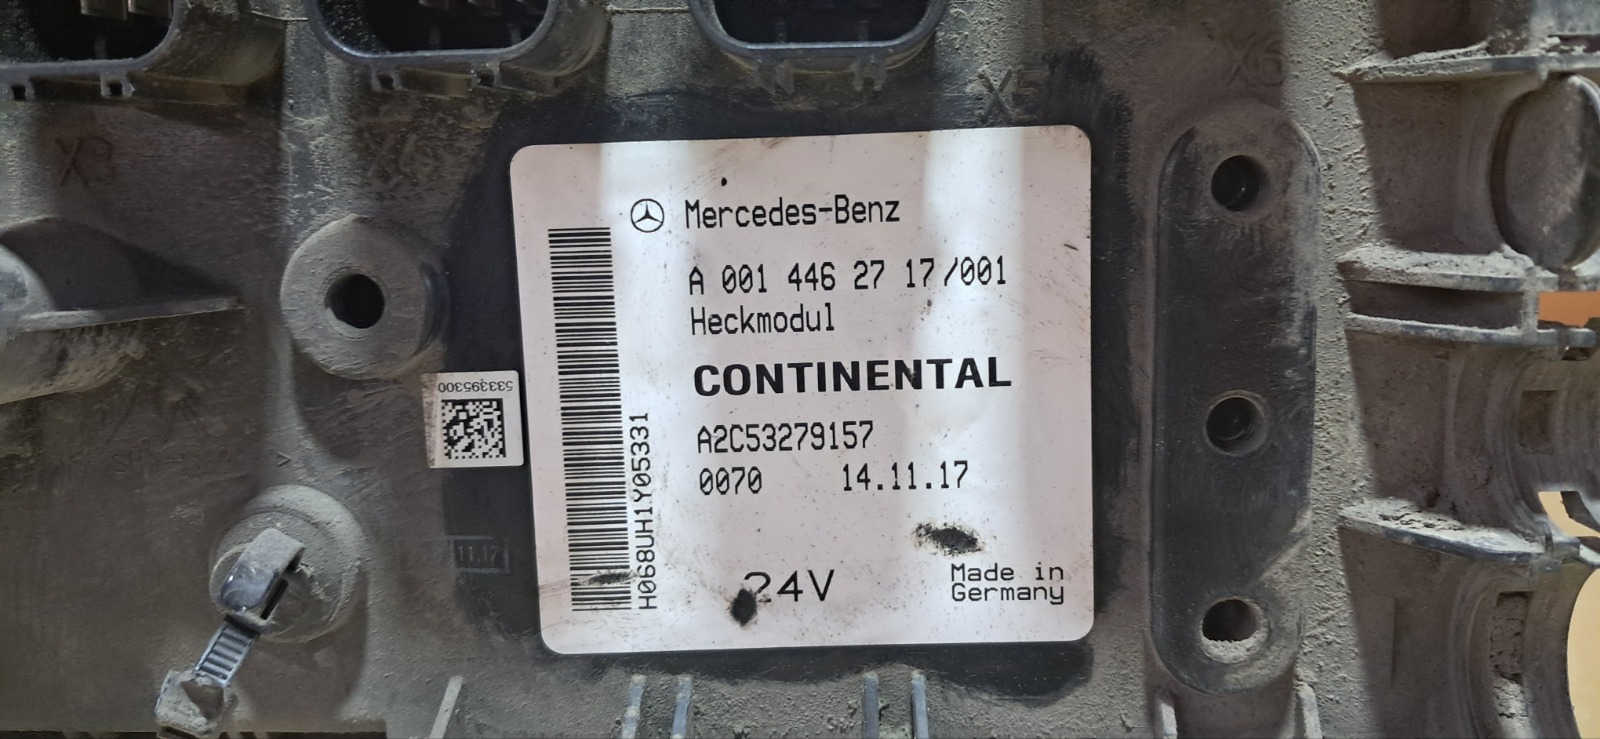 X3
X4
X5
X6
Mercedes-Benz
A 001 446 27 17/001
Heckmodul
CONTINENTAL
A2C53279157
0070 14.11.17
24V
Made in
Germany
H068UH1Y05331
533395300
11.17